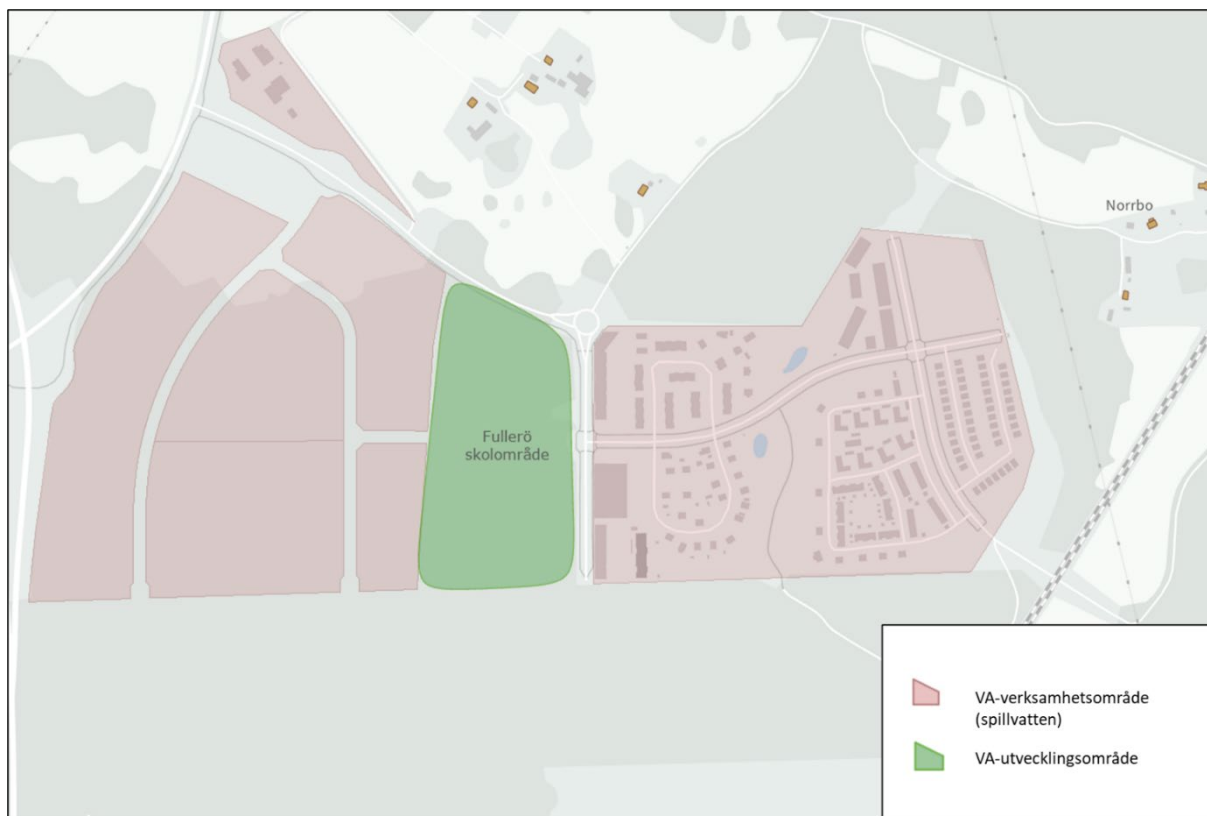 Norrbo
Fullerö
skolområde
VA-verksamhetsområde
(spillvatten)
VA-utvecklingsområde